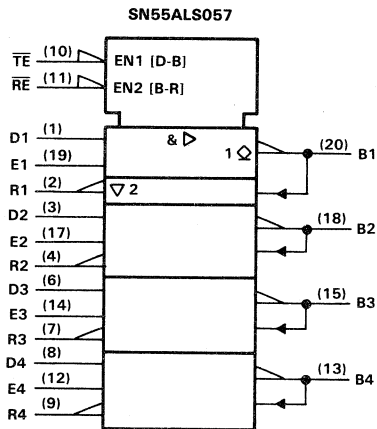 SN55ALS057
TE (10) EN1 [D-B]
RE (11) EN2 [B-R]
D1 (1) & ▷
1 ◇ (20) B1
E1 (19)
R1 (2) ▽ 2
D2 (3)
(18) B2
E2 (17)
R2 (4)
D3 (6)
(15) B3
E3 (14)
R3 (7)
D4 (8)
(13) B4
E4 (12)
R4 (9)